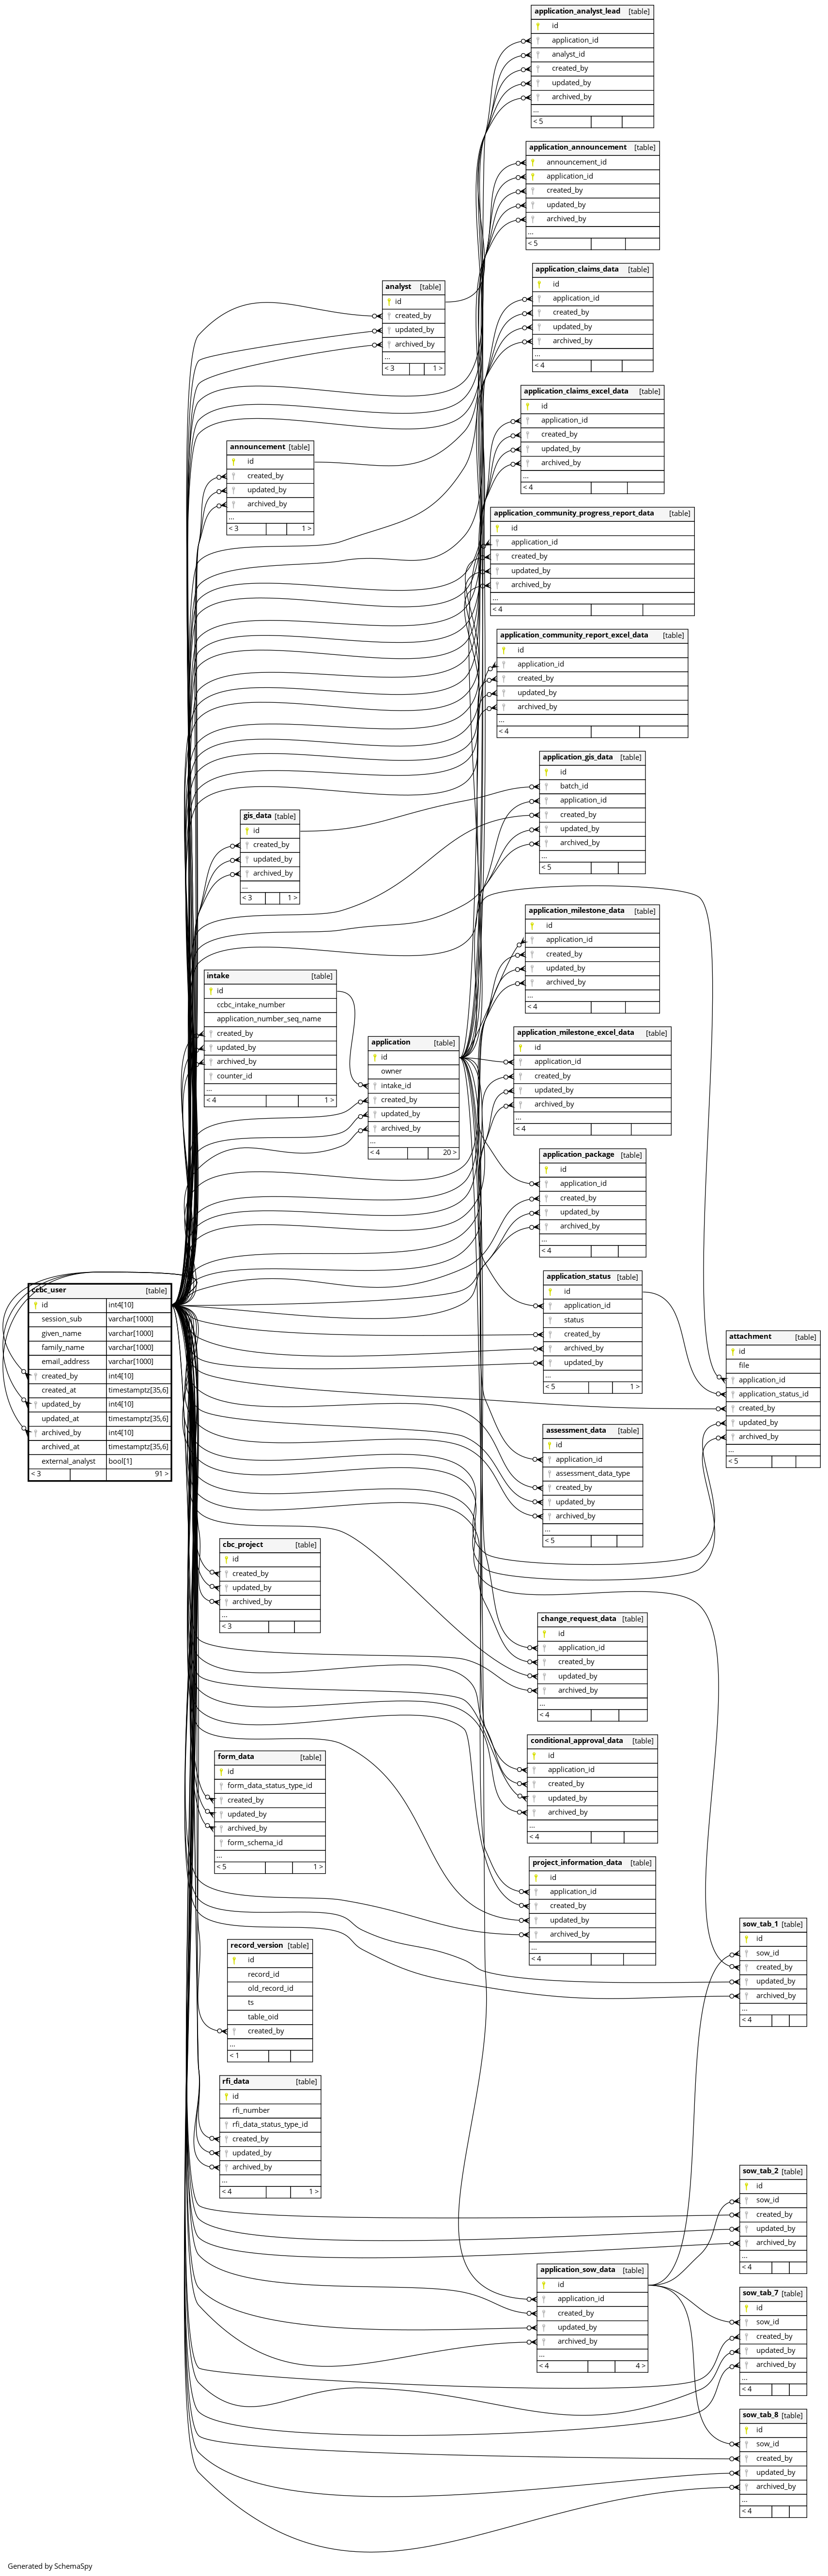 application_analyst_lead [table]
id
application_id
analyst_id
created_by
updated_by
archived_by
...
< 5
application_announcement [table]
announcement_id
application_id
created_by
updated_by
archived_by
...
< 5
application_claims_data [table]
id
application_id
created_by
updated_by
archived_by
...
< 4
analyst [table]
id
created_by
updated_by
archived_by
...
< 3 1 >
application_claims_excel_data [table]
id
application_id
created_by
updated_by
archived_by
...
< 4
announcement [table]
id
created_by
updated_by
archived_by
...
< 3 1 >
application_community_progress_report_data [table]
id
application_id
created_by
updated_by
archived_by
...
< 4
application_community_report_excel_data [table]
id
application_id
created_by
updated_by
archived_by
...
< 4
application_gis_data [table]
id
batch_id
application_id
created_by
updated_by
archived_by
...
< 5
gis_data [table]
id
created_by
updated_by
archived_by
...
< 3 1 >
application_milestone_data [table]
id
application_id
created_by
updated_by
archived_by
...
< 4
intake [table]
id
ccbc_intake_number
application_number_seq_name
created_by
updated_by
archived_by
counter_id
...
< 4 1 >
application [table]
id
owner
intake_id
created_by
updated_by
archived_by
...
< 4 20 >
application_milestone_excel_data [table]
id
application_id
created_by
updated_by
archived_by
...
< 4
application_package [table]
id
application_id
created_by
updated_by
archived_by
...
< 4
application_status [table]
id
application_id
status
created_by
archived_by
updated_by
...
< 5 1 >
ccbc_user [table]
id int4[10]
session_sub varchar[1000]
given_name varchar[1000]
family_name varchar[1000]
email_address varchar[1000]
created_by int4[10]
created_at timestamptz[35,6]
updated_by int4[10]
updated_at timestamptz[35,6]
archived_by int4[10]
archived_at timestamptz[35,6]
external_analyst bool[1]
< 3 91 >
attachment [table]
id
file
application_id
application_status_id
created_by
updated_by
archived_by
...
< 5
assessment_data [table]
id
application_id
assessment_data_type
created_by
updated_by
archived_by
...
< 5
cbc_project [table]
id
created_by
updated_by
archived_by
...
< 3
change_request_data [table]
id
application_id
created_by
updated_by
archived_by
...
< 4
conditional_approval_data [table]
id
application_id
created_by
updated_by
archived_by
...
< 4
form_data [table]
id
form_data_status_type_id
created_by
updated_by
archived_by
form_schema_id
...
< 5 1 >
project_information_data [table]
id
application_id
created_by
updated_by
archived_by
...
< 4
sow_tab_1 [table]
id
sow_id
created_by
updated_by
archived_by
...
< 4
record_version [table]
id
record_id
old_record_id
ts
table_oid
created_by
...
< 1
rfi_data [table]
id
rfi_number
rfi_data_status_type_id
created_by
updated_by
archived_by
...
< 4 1 >
sow_tab_2 [table]
id
sow_id
created_by
updated_by
archived_by
...
< 4
application_sow_data [table]
id
application_id
created_by
updated_by
archived_by
...
< 4 4 >
sow_tab_7 [table]
id
sow_id
created_by
updated_by
archived_by
...
< 4
sow_tab_8 [table]
id
sow_id
created_by
updated_by
archived_by
...
< 4
Generated by SchemaSpy